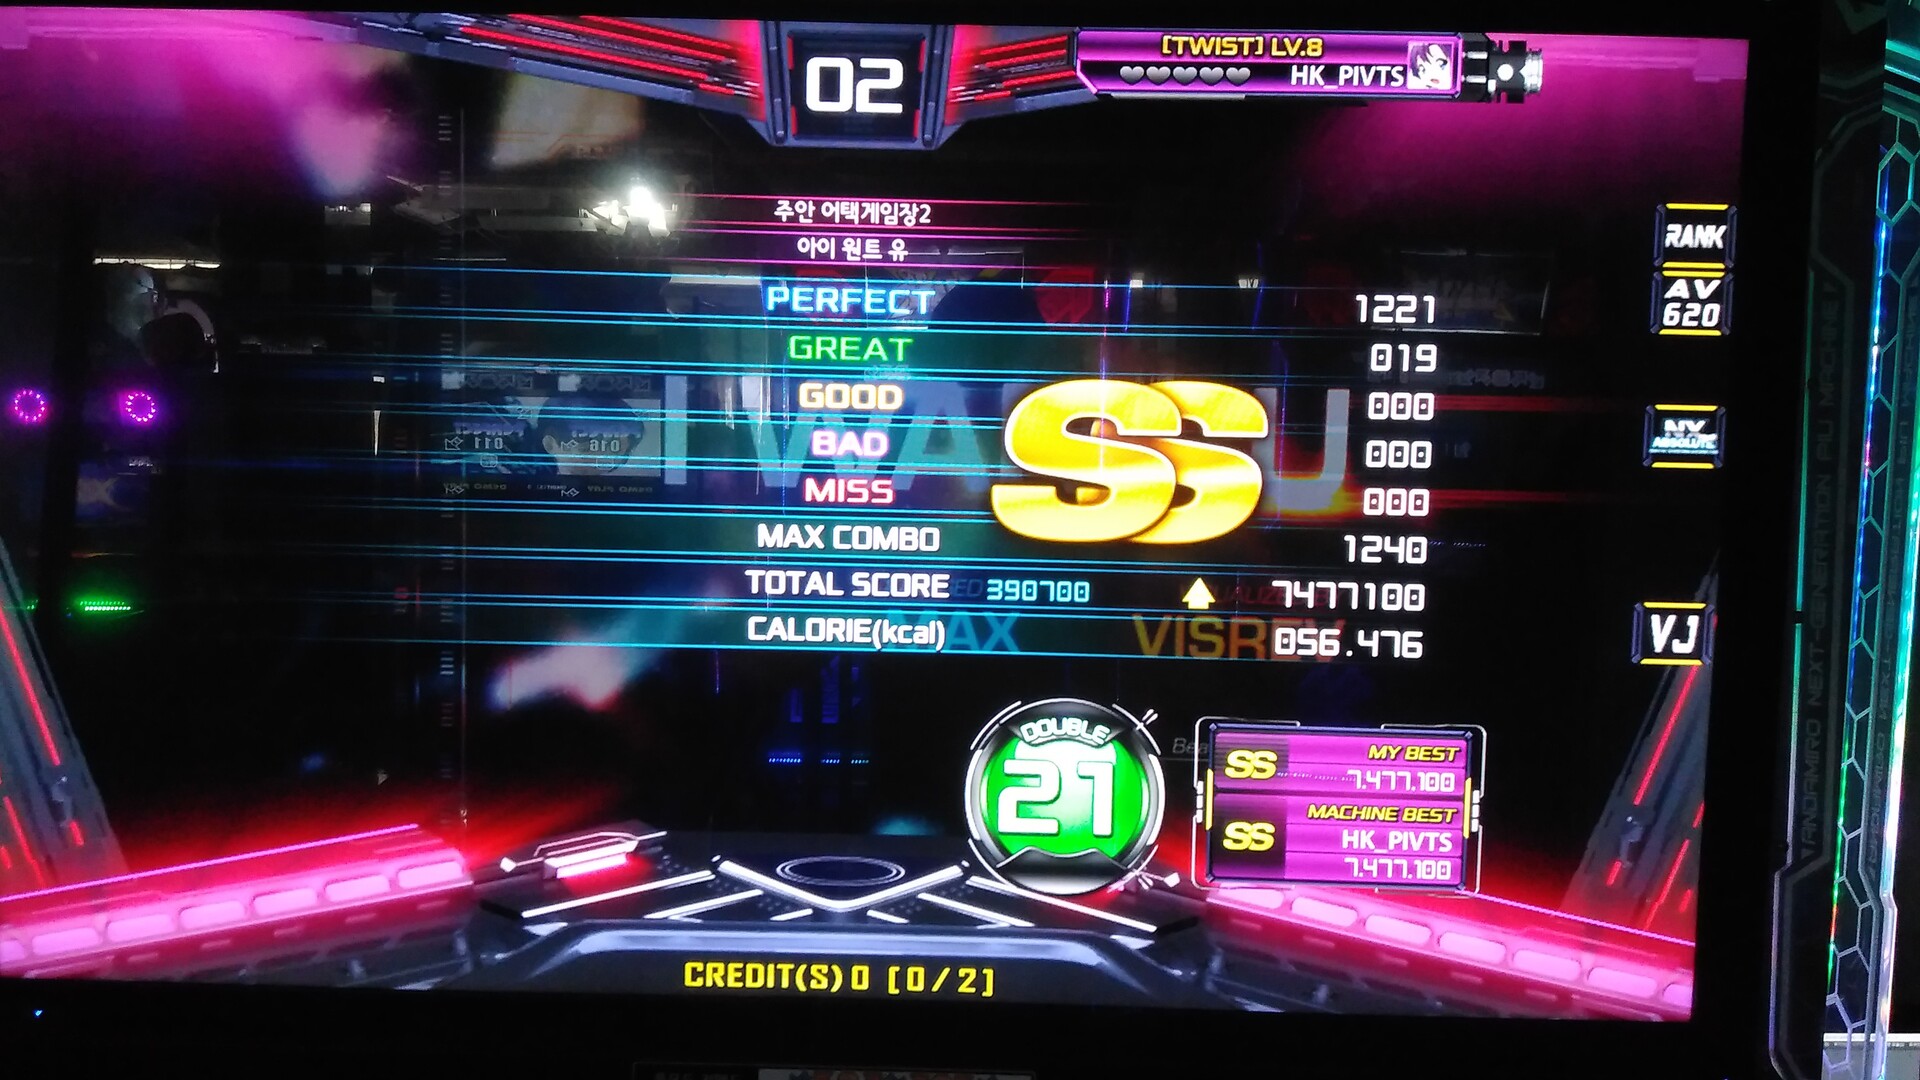 02
[TWIST] LV.8
HK_PIVTS
주안 어택게임장2
아이 원트 유
PERFECT 1221
GREAT 019
GOOD 000
BAD 000
MISS 000
MAX COMBO 1240
TOTAL SCORE 390700 7477100
CALORIE(kcal) 056.476
SS
RANK
AV
620
NX
ABSOLUTE
VJ
VISREV
DOUBLE
21
SS MY BEST
7.477.100
MACHINE BEST
SS HK_PIVTS
7.477.100
CREDIT(S) 0 [0/2]